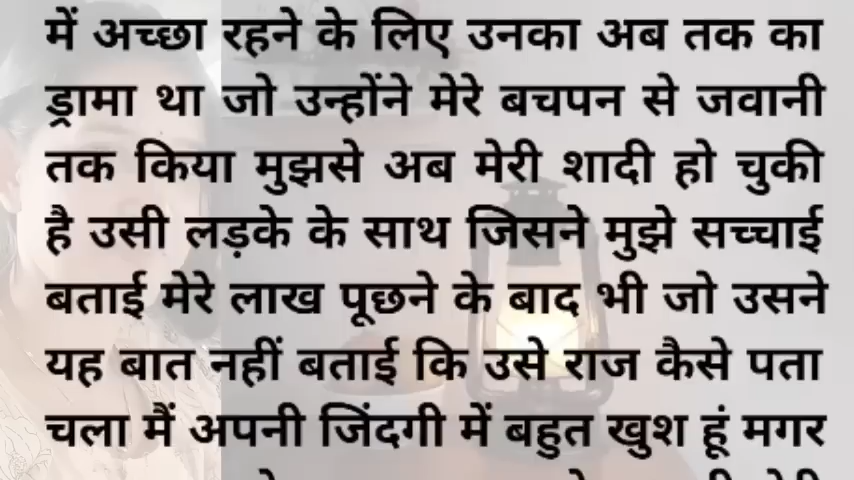 में अच्छा रहने के लिए उनका अब तक का
ड्रामा था जो उन्होंने मेरे बचपन से जवानी
तक किया मुझसे अब मेरी शादी हो चुकी
है उसी लड़के के साथ जिसने मुझे सच्चाई
बताई मेरे लाख पूछने के बाद भी जो उसने
यह बात नहीं बताई कि उसे राज कैसे पता
चला मैं अपनी जिंदगी में बहुत खुश हूं मगर